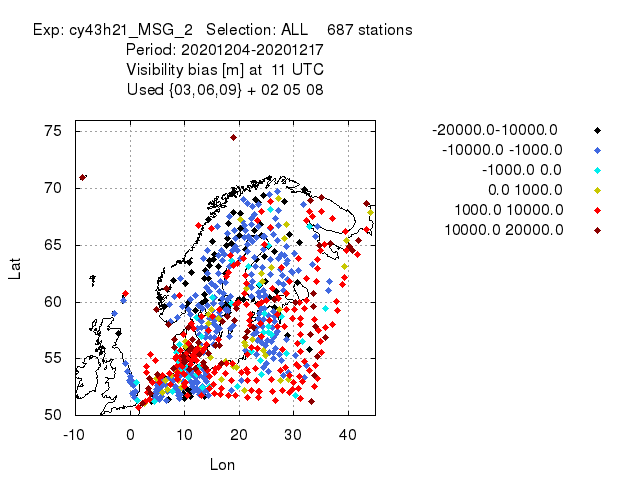 Exp: cy43h21_MSG_2   Selection: ALL    687 stations
Period: 20201204-20201217
Visibility bias [m] at  11 UTC
Used {03,06,09} + 02 05 08
-20000.0-10000.0
-10000.0 -1000.0
-1000.0 0.0
0.0 1000.0
1000.0 10000.0
10000.0 20000.0
75
70
65
60
55
50
Lat
-10 0 10 20 30 40
Lon